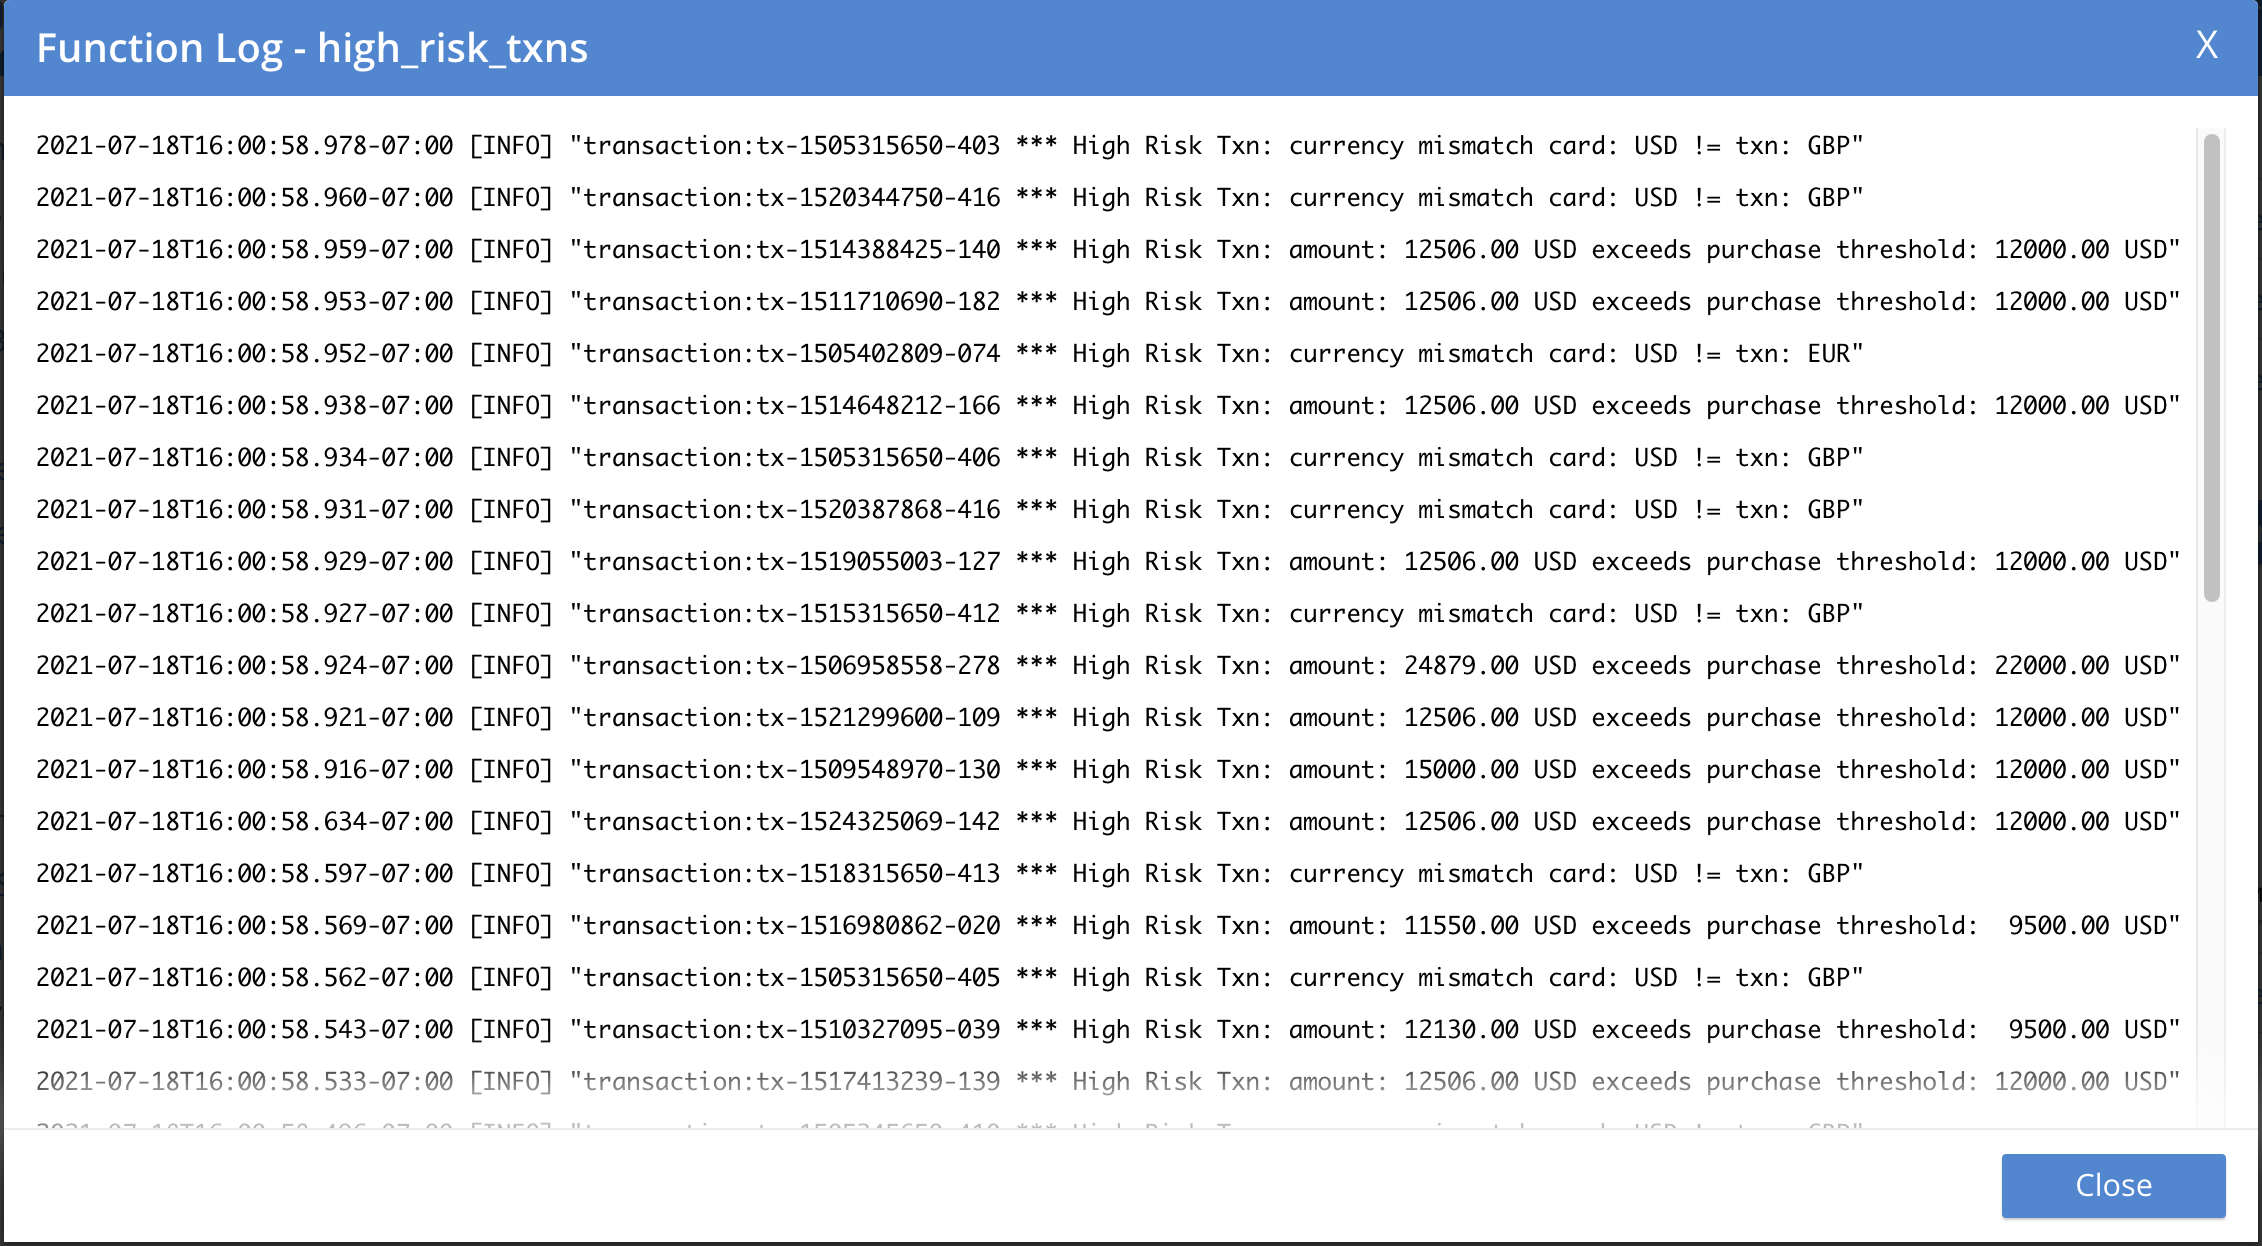 Function Log - high_risk_txns
X
2021-07-18T16:00:58.978-07:00 [INFO] "transaction:tx-1505315650-403 *** High Risk Txn: currency mismatch card: USD != txn: GBP"
2021-07-18T16:00:58.960-07:00 [INFO] "transaction:tx-1520344750-416 *** High Risk Txn: currency mismatch card: USD != txn: GBP"
2021-07-18T16:00:58.959-07:00 [INFO] "transaction:tx-1514388425-140 *** High Risk Txn: amount: 12506.00 USD exceeds purchase threshold: 12000.00 USD"
2021-07-18T16:00:58.953-07:00 [INFO] "transaction:tx-1511710690-182 *** High Risk Txn: amount: 12506.00 USD exceeds purchase threshold: 12000.00 USD"
2021-07-18T16:00:58.952-07:00 [INFO] "transaction:tx-1505402809-074 *** High Risk Txn: currency mismatch card: USD != txn: EUR"
2021-07-18T16:00:58.938-07:00 [INFO] "transaction:tx-1514648212-166 *** High Risk Txn: amount: 12506.00 USD exceeds purchase threshold: 12000.00 USD"
2021-07-18T16:00:58.934-07:00 [INFO] "transaction:tx-1505315650-406 *** High Risk Txn: currency mismatch card: USD != txn: GBP"
2021-07-18T16:00:58.931-07:00 [INFO] "transaction:tx-1520387868-416 *** High Risk Txn: currency mismatch card: USD != txn: GBP"
2021-07-18T16:00:58.929-07:00 [INFO] "transaction:tx-1519055003-127 *** High Risk Txn: amount: 12506.00 USD exceeds purchase threshold: 12000.00 USD"
2021-07-18T16:00:58.927-07:00 [INFO] "transaction:tx-1515315650-412 *** High Risk Txn: currency mismatch card: USD != txn: GBP"
2021-07-18T16:00:58.924-07:00 [INFO] "transaction:tx-1506958558-278 *** High Risk Txn: amount: 24879.00 USD exceeds purchase threshold: 22000.00 USD"
2021-07-18T16:00:58.921-07:00 [INFO] "transaction:tx-1521299600-109 *** High Risk Txn: amount: 12506.00 USD exceeds purchase threshold: 12000.00 USD"
2021-07-18T16:00:58.916-07:00 [INFO] "transaction:tx-1509548970-130 *** High Risk Txn: amount: 15000.00 USD exceeds purchase threshold: 12000.00 USD"
2021-07-18T16:00:58.634-07:00 [INFO] "transaction:tx-1524325069-142 *** High Risk Txn: amount: 12506.00 USD exceeds purchase threshold: 12000.00 USD"
2021-07-18T16:00:58.597-07:00 [INFO] "transaction:tx-1518315650-413 *** High Risk Txn: currency mismatch card: USD != txn: GBP"
2021-07-18T16:00:58.569-07:00 [INFO] "transaction:tx-1516980862-020 *** High Risk Txn: amount: 11550.00 USD exceeds purchase threshold:  9500.00 USD"
2021-07-18T16:00:58.562-07:00 [INFO] "transaction:tx-1505315650-405 *** High Risk Txn: currency mismatch card: USD != txn: GBP"
2021-07-18T16:00:58.543-07:00 [INFO] "transaction:tx-1510327095-039 *** High Risk Txn: amount: 12130.00 USD exceeds purchase threshold:  9500.00 USD"
2021-07-18T16:00:58.533-07:00 [INFO] "transaction:tx-1517413239-139 *** High Risk Txn: amount: 12506.00 USD exceeds purchase threshold: 12000.00 USD"
Close